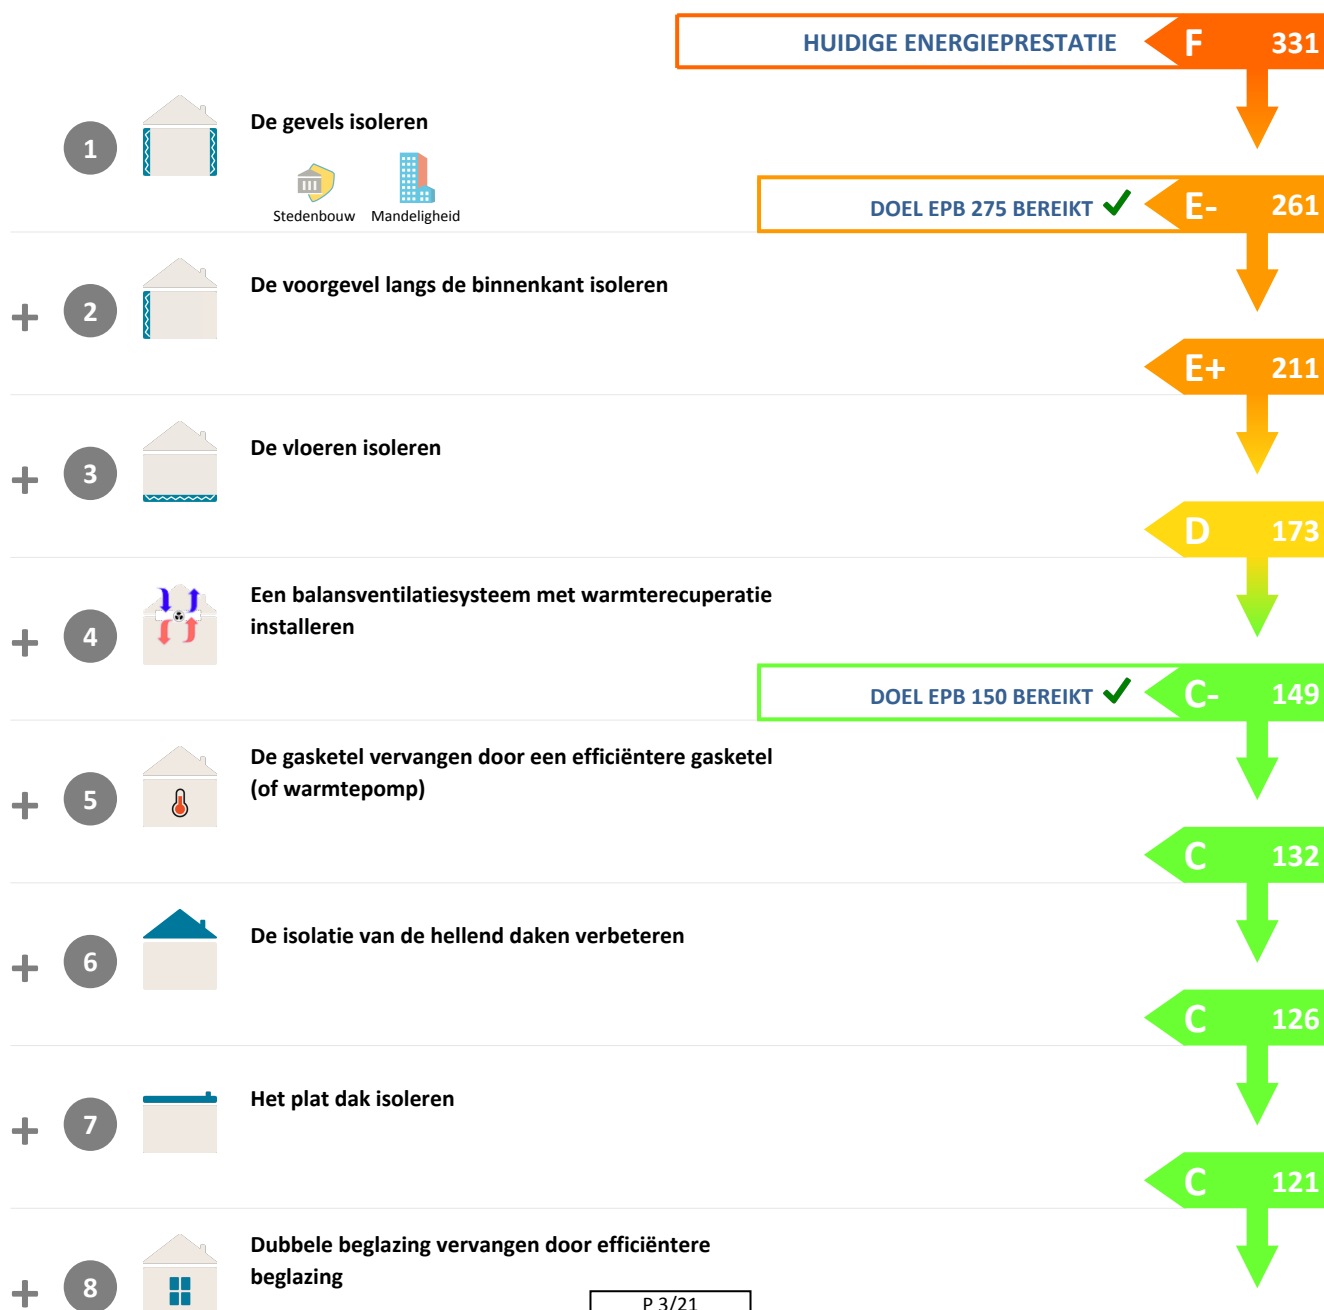 HUIDIGE ENERGIEPRESTATIE F 331
1 De gevels isoleren
Stedenbouw Mandeligheid
DOEL EPB 275 BEREIKT ✔ E- 261
+ 2 De voorgevel langs de binnenkant isoleren
E+ 211
+ 3 De vloeren isoleren
D 173
+ 4 Een balansventilatiesysteem met warmterecuperatie
installeren
DOEL EPB 150 BEREIKT ✔ C- 149
+ 5 De gasketel vervangen door een efficiëntere gasketel
(of warmtepomp)
C 132
+ 6 De isolatie van de hellend daken verbeteren
C 126
+ 7 Het plat dak isoleren
C 121
+ 8 Dubbele beglazing vervangen door efficiëntere
beglazing
P 3/21